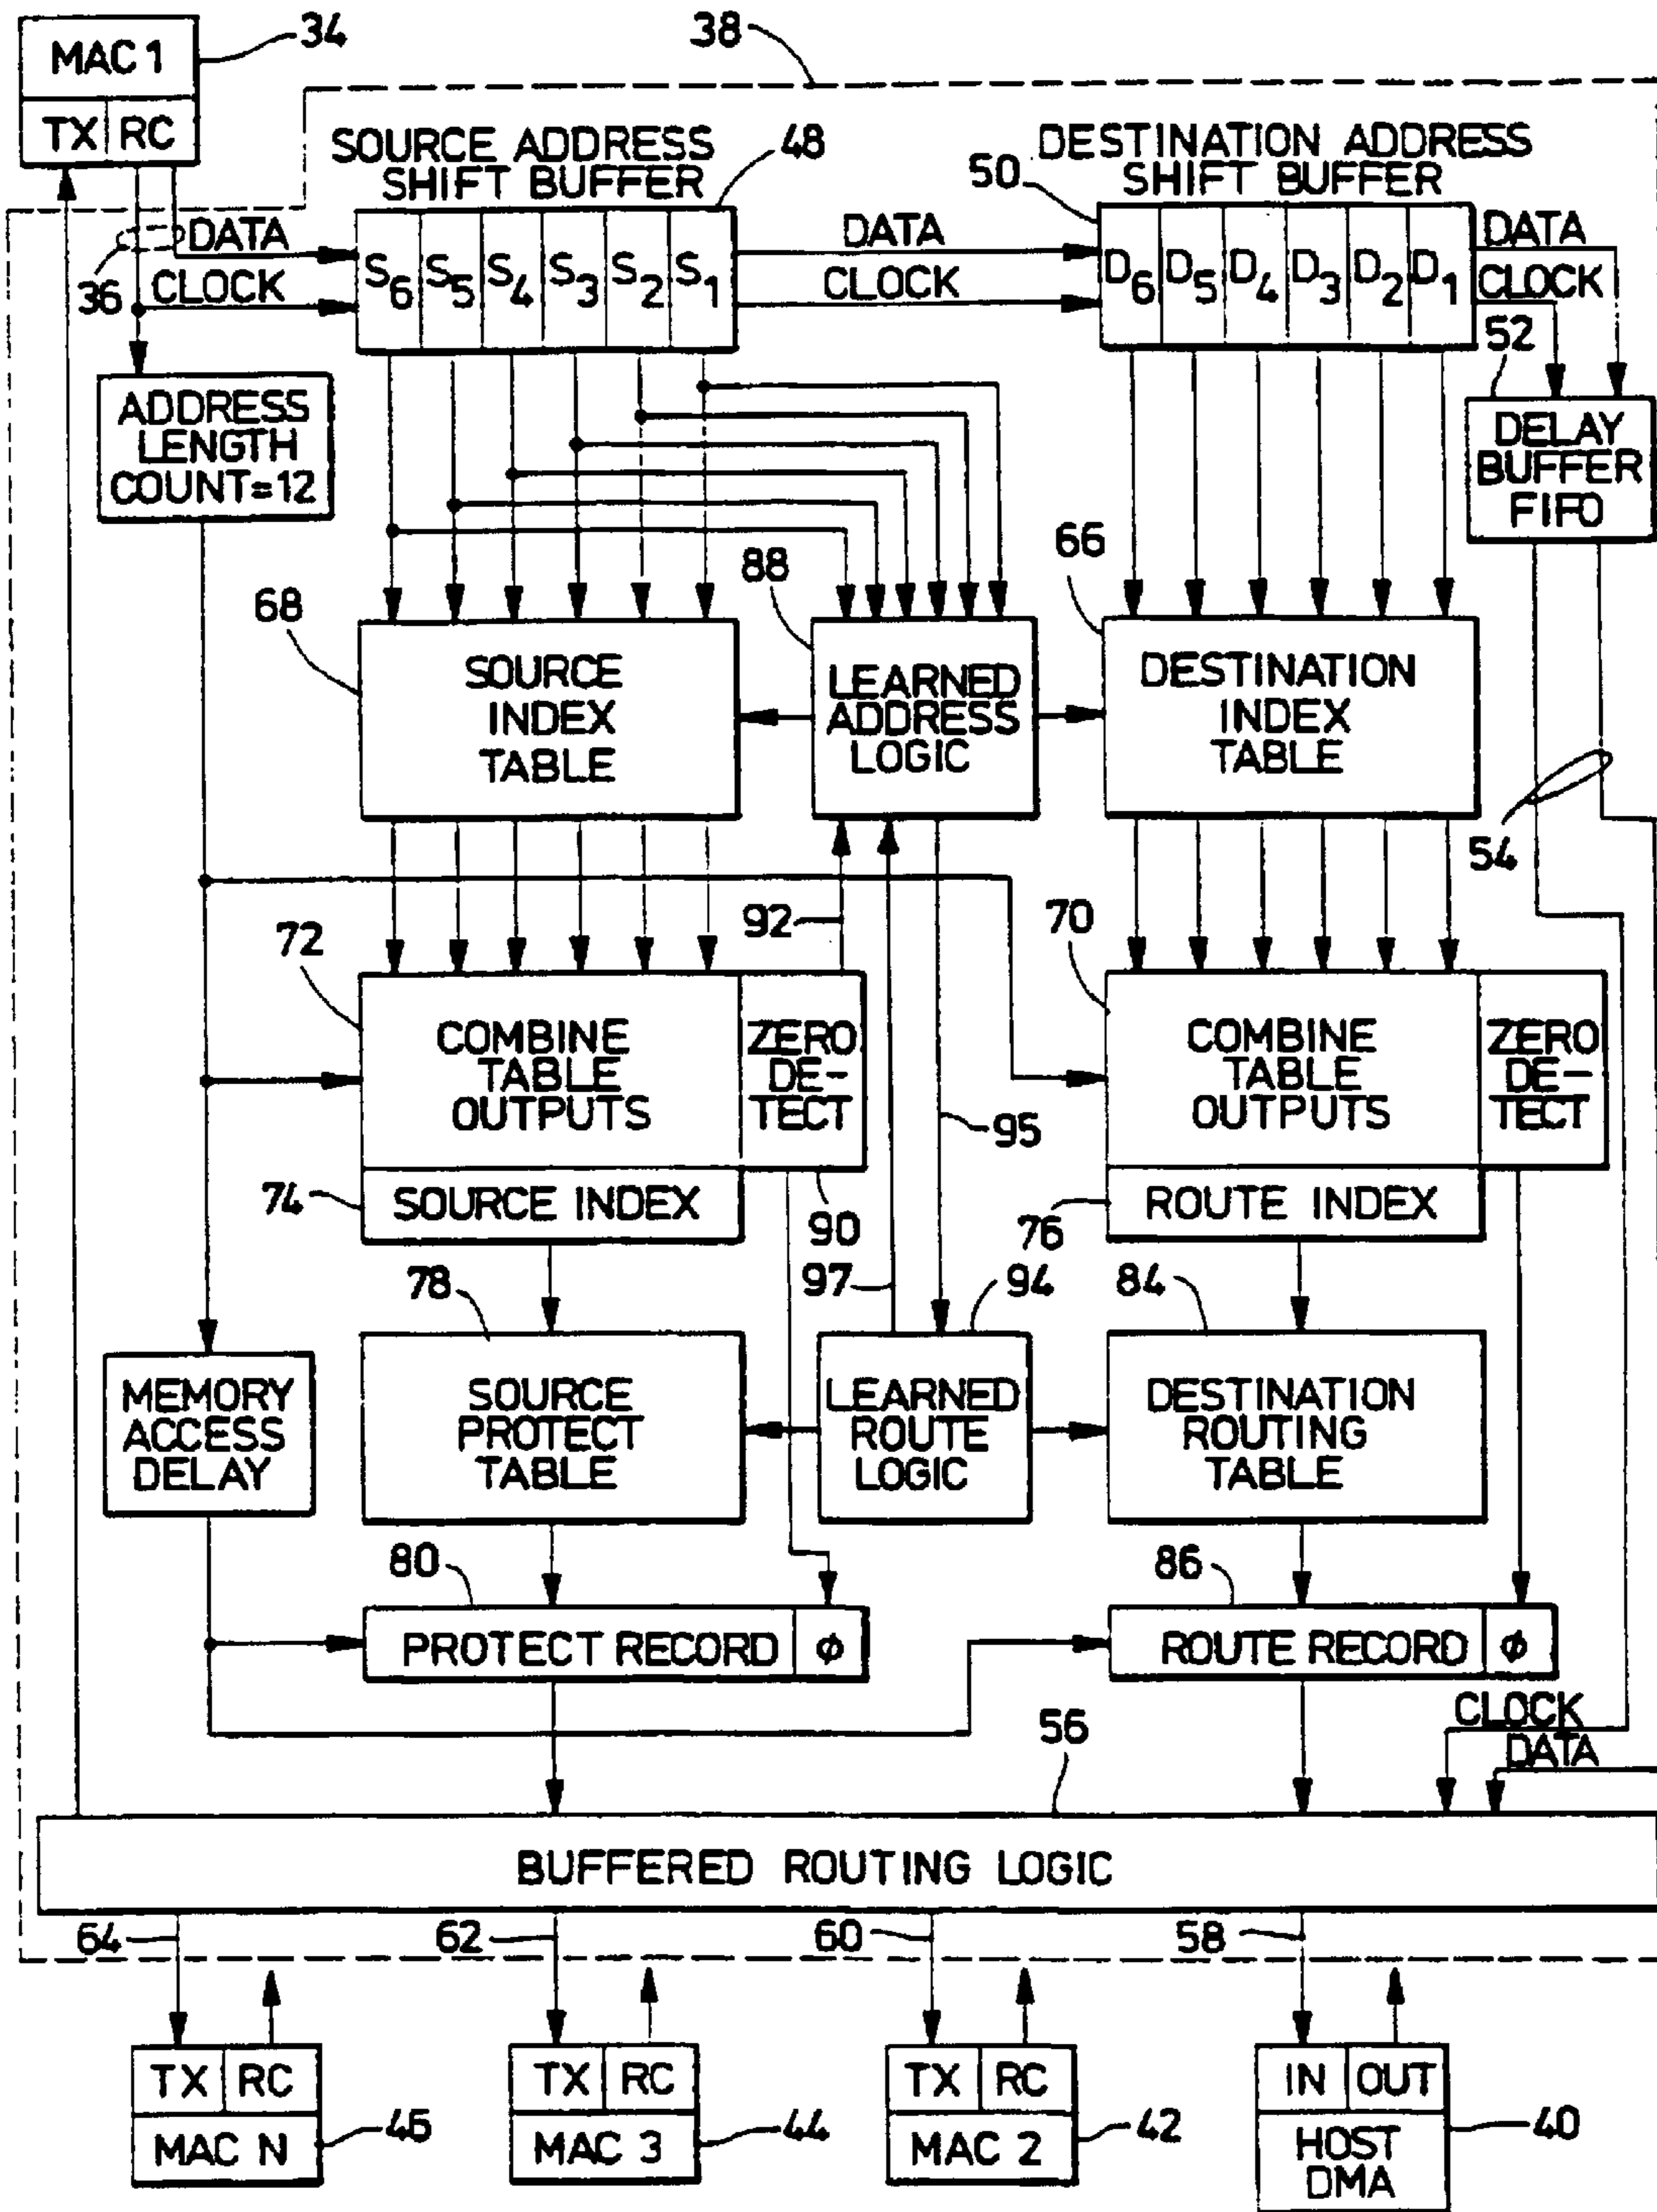 MAC 1
34
38
TX RC
SOURCE ADDRESS
SHIFT BUFFER
48
DESTINATION ADDRESS
SHIFT BUFFER
50
DATA
S6 S5 S4 S3 S2 S1
DATA
D6 D5 D4 D3 D2 D1
DATA
36
CLOCK
CLOCK
CLOCK
52
ADDRESS
LENGTH
COUNT=12
DELAY
BUFFER
FIFO
88
66
68
SOURCE
INDEX
TABLE
LEARNED
ADDRESS
LOGIC
DESTINATION
INDEX
TABLE
54
92
72
70
COMBINE
TABLE
OUTPUTS
ZERO
DE-
TECT
COMBINE
TABLE
OUTPUTS
ZERO
DE-
TECT
95
74
SOURCE INDEX
90
76
ROUTE INDEX
78
97
94
84
MEMORY
ACCESS
DELAY
SOURCE
PROTECT
TABLE
LEARNED
ROUTE
LOGIC
DESTINATION
ROUTING
TABLE
80
86
PROTECT RECORD ϕ
ROUTE RECORD ϕ
CLOCK
56
DATA
BUFFERED ROUTING LOGIC
64
62
60
58
TX RC
TX RC
TX RC
IN OUT
MAC N
46
MAC 3
44
MAC 2
42
HOST
DMA
40